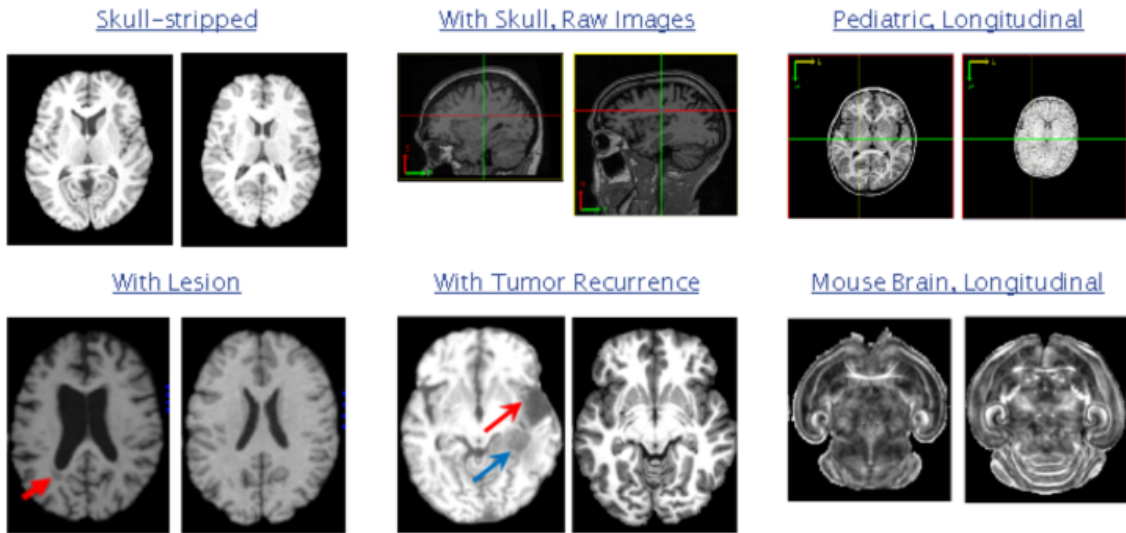 Skull-stripped
With Skull, Raw Images
Pediatric, Longitudinal
With Lesion
With Tumor Recurrence
Mouse Brain, Longitudinal